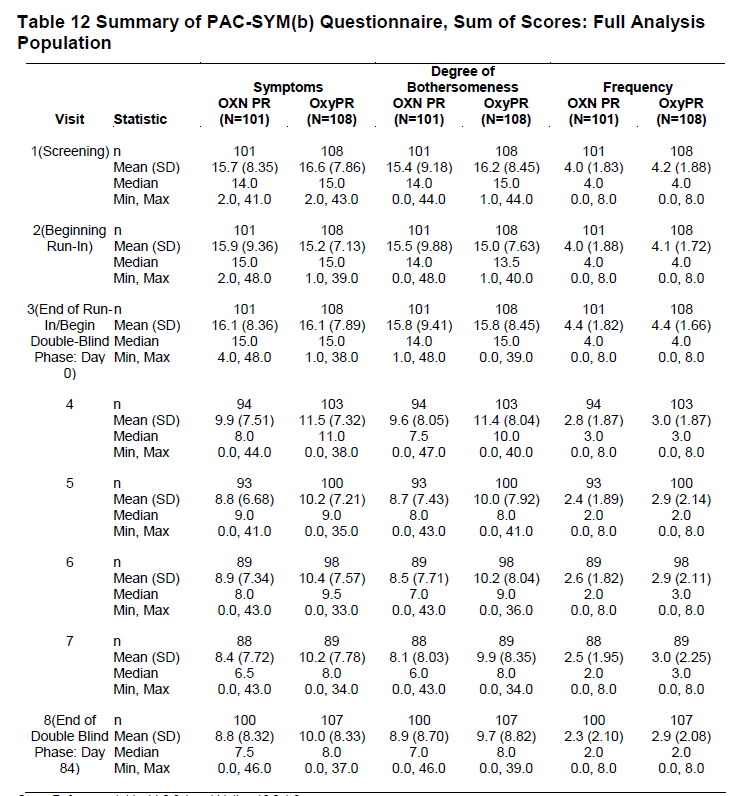 Table 12 Summary of PAC-SYM(b) Questionnaire, Sum of Scores: Full Analysis
Population
Degree of
Symptoms Bothersomeness Frequency
OXN PR OxyPR OXN PR OxyPR OXN PR OxyPR
Visit Statistic (N=101) (N=108) (N=101) (N=108) (N=101) (N=108)
1(Screening) n 101 108 101 108 101 108
Mean (SD) 15.7 (8.35) 16.6 (7.86) 15.4 (9.18) 16.2 (8.45) 4.0 (1.83) 4.2 (1.88)
Median 14.0 15.0 14.0 15.0 4.0 4.0
Min, Max 2.0, 41.0 2.0, 43.0 0.0, 44.0 1.0, 44.0 0.0, 8.0 0.0, 8.0
2(Beginning n 101 108 101 108 101 108
Run-In) Mean (SD) 15.9 (9.36) 15.2 (7.13) 15.5 (9.88) 15.0 (7.63) 4.0 (1.88) 4.1 (1.72)
Median 15.0 15.0 14.0 13.5 4.0 4.0
Min, Max 2.0, 48.0 1.0, 39.0 0.0, 48.0 1.0, 40.0 0.0, 8.0 0.0, 8.0
3(End of Run- n 101 108 101 108 101 108
In/Begin Mean (SD) 16.1 (8.36) 16.1 (7.89) 15.8 (9.41) 15.8 (8.45) 4.4 (1.82) 4.4 (1.66)
Double-Blind Median 15.0 15.0 14.0 15.0 4.0 4.0
Phase: Day Min, Max 4.0, 48.0 1.0, 38.0 1.0, 48.0 0.0, 39.0 0.0, 8.0 0.0, 8.0
0)
4 n 94 103 94 103 94 103
Mean (SD) 9.9 (7.51) 11.5 (7.32) 9.6 (8.05) 11.4 (8.04) 2.8 (1.87) 3.0 (1.87)
Median 8.0 11.0 7.5 10.0 3.0 3.0
Min, Max 0.0, 44.0 0.0, 38.0 0.0, 47.0 0.0, 40.0 0.0, 8.0 0.0, 8.0
5 n 93 100 93 100 93 100
Mean (SD) 8.8 (6.68) 10.2 (7.21) 8.7 (7.43) 10.0 (7.92) 2.4 (1.89) 2.9 (2.14)
Median 9.0 9.0 8.0 8.0 2.0 2.0
Min, Max 0.0, 41.0 0.0, 35.0 0.0, 43.0 0.0, 41.0 0.0, 8.0 0.0, 8.0
6 n 89 98 89 98 89 98
Mean (SD) 8.9 (7.34) 10.4 (7.57) 8.5 (7.71) 10.2 (8.04) 2.6 (1.82) 2.9 (2.11)
Median 8.0 9.5 7.0 9.0 2.0 3.0
Min, Max 0.0, 43.0 0.0, 33.0 0.0, 43.0 0.0, 36.0 0.0, 8.0 0.0, 8.0
7 n 88 89 88 89 88 89
Mean (SD) 8.4 (7.72) 10.2 (7.78) 8.1 (8.03) 9.9 (8.35) 2.5 (1.95) 3.0 (2.25)
Median 6.5 8.0 6.0 8.0 2.0 3.0
Min, Max 0.0, 43.0 0.0, 34.0 0.0, 43.0 0.0, 34.0 0.0, 8.0 0.0, 8.0
8(End of n 100 107 100 107 100 107
Double Blind Mean (SD) 8.8 (8.32) 10.0 (8.33) 8.9 (8.70) 9.7 (8.82) 2.3 (2.10) 2.9 (2.08)
Phase: Day Median 7.5 8.0 7.0 8.0 2.0 2.0
84) Min, Max 0.0, 46.0 0.0, 37.0 0.0, 46.0 0.0, 39.0 0.0, 8.0 0.0, 8.0